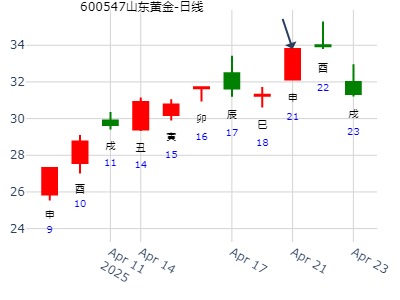 600547山东黄金-日线
34
32
30
28
26
24
申
9
酉
10
戌
11
丑
14
寅
15
卯
16
辰
17
巳
18
申
21
酉
22
戌
23
Apr 11
2025
Apr 14
Apr 17
Apr 21
Apr 23